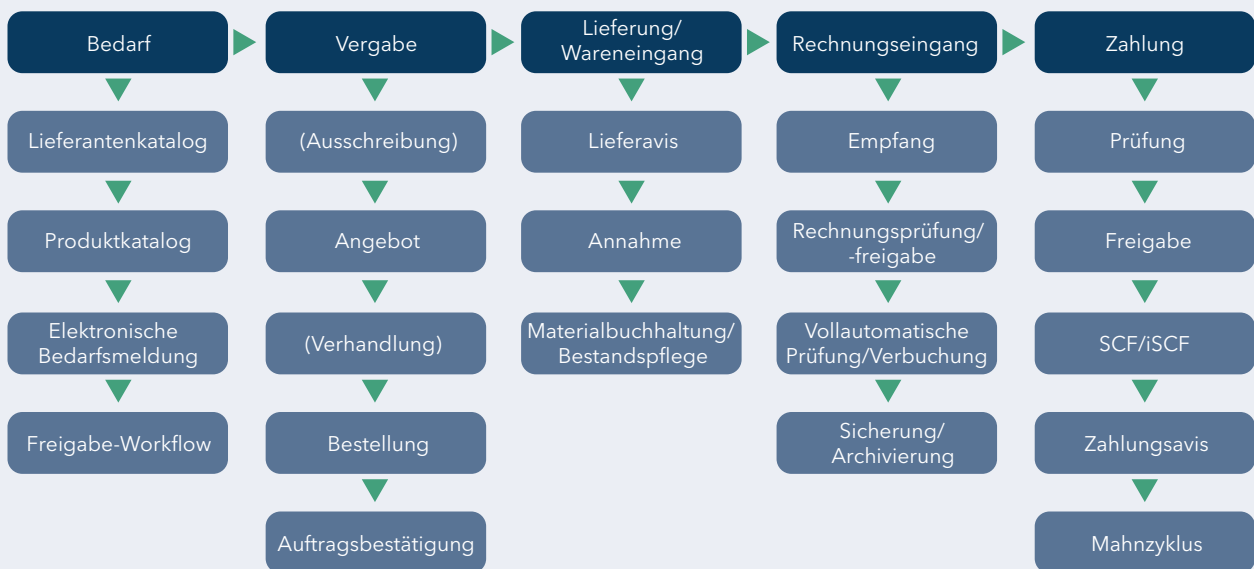 Bedarf
Vergabe
Lieferung/
Wareneingang
Rechnungseingang
Zahlung
Lieferantenkatalog
(Ausschreibung)
Lieferavis
Empfang
Prüfung
Produktkatalog
Angebot
Annahme
Rechnungsprüfung/
-freigabe
Freigabe
Elektronische
Bedarfsmeldung
(Verhandlung)
Materialbuchhaltung/
Bestandspflege
Vollautomatische
Prüfung/Verbuchung
SCF/iSCF
Freigabe-Workflow
Bestellung
Sicherung/
Archivierung
Zahlungsavis
Auftragsbestätigung
Mahnzyklus